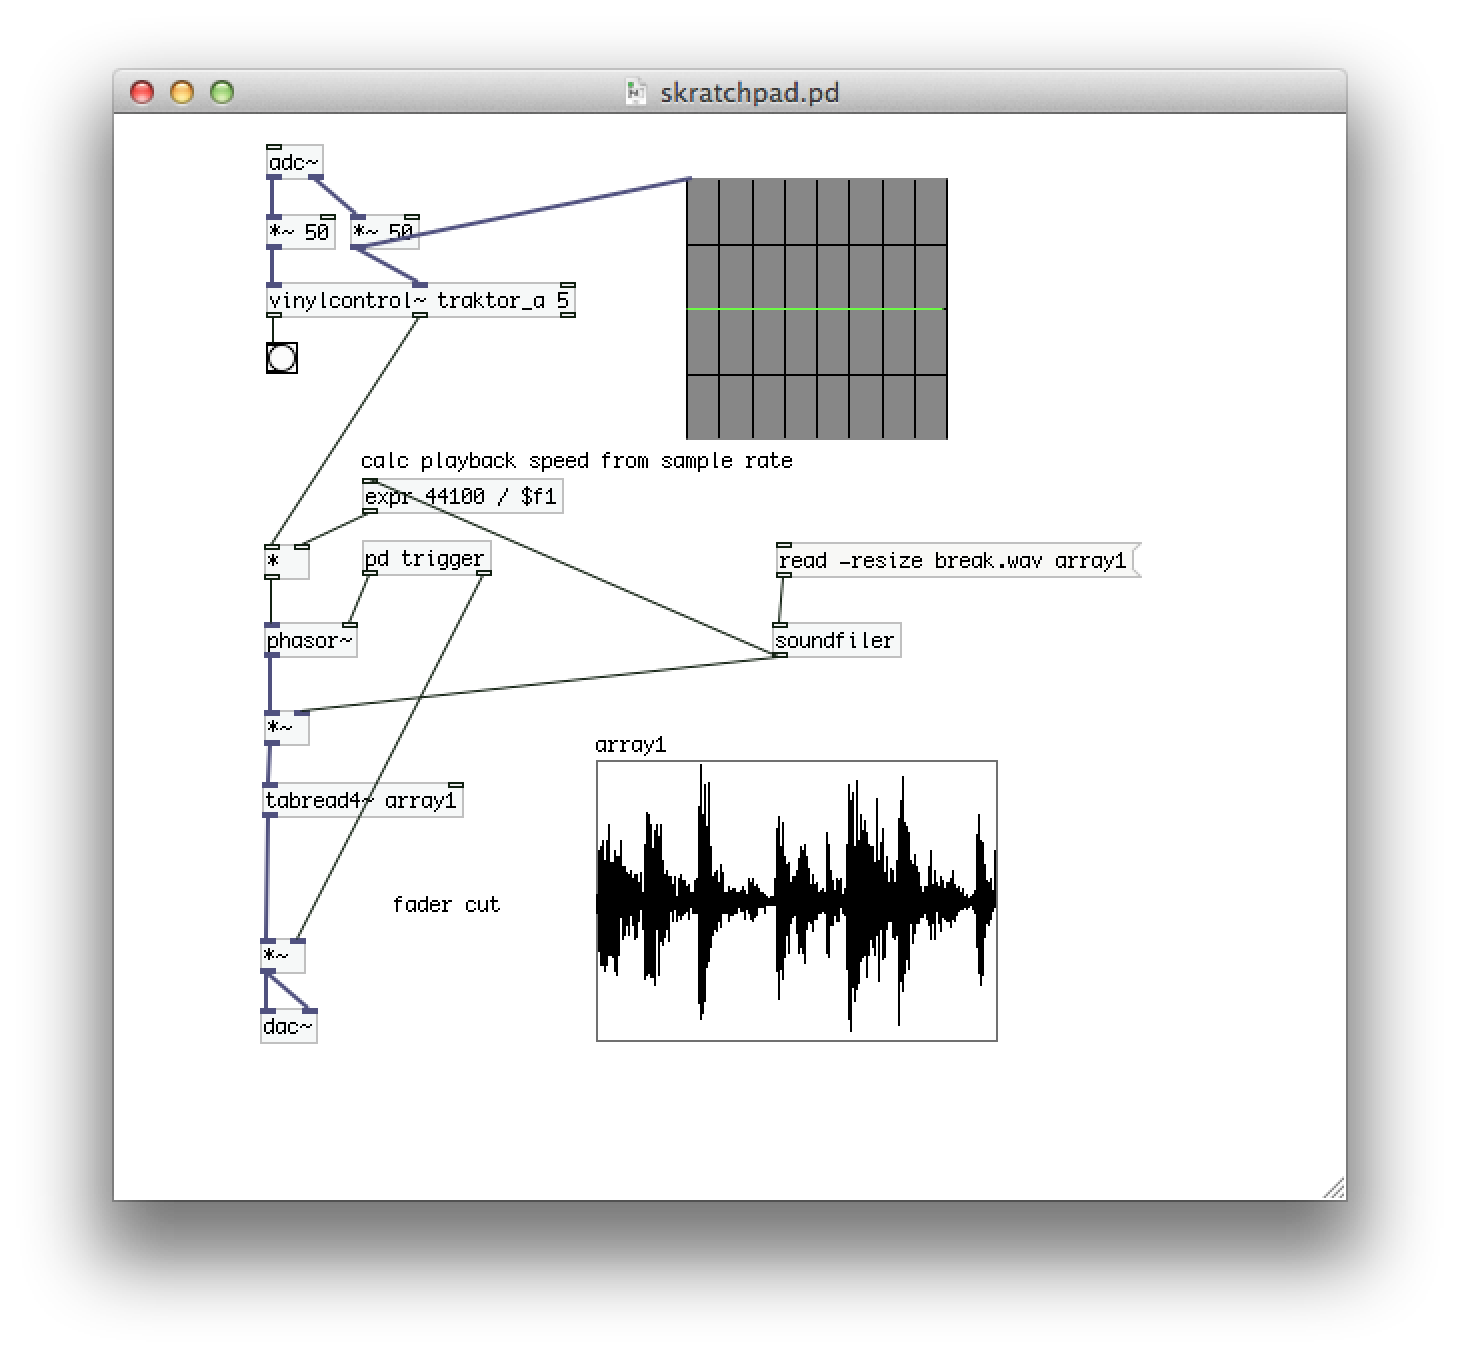 skratchpad.pd
adc~
*~ 50
*~ 50
vinylcontrol~ traktor_a 5
calc playback speed from sample rate
expr 44100 / $f1
*
pd trigger
read -resize break.wav array1
phasor~
soundfiler
*~
array1
tabread4~ array1
fader cut
*~
dac~